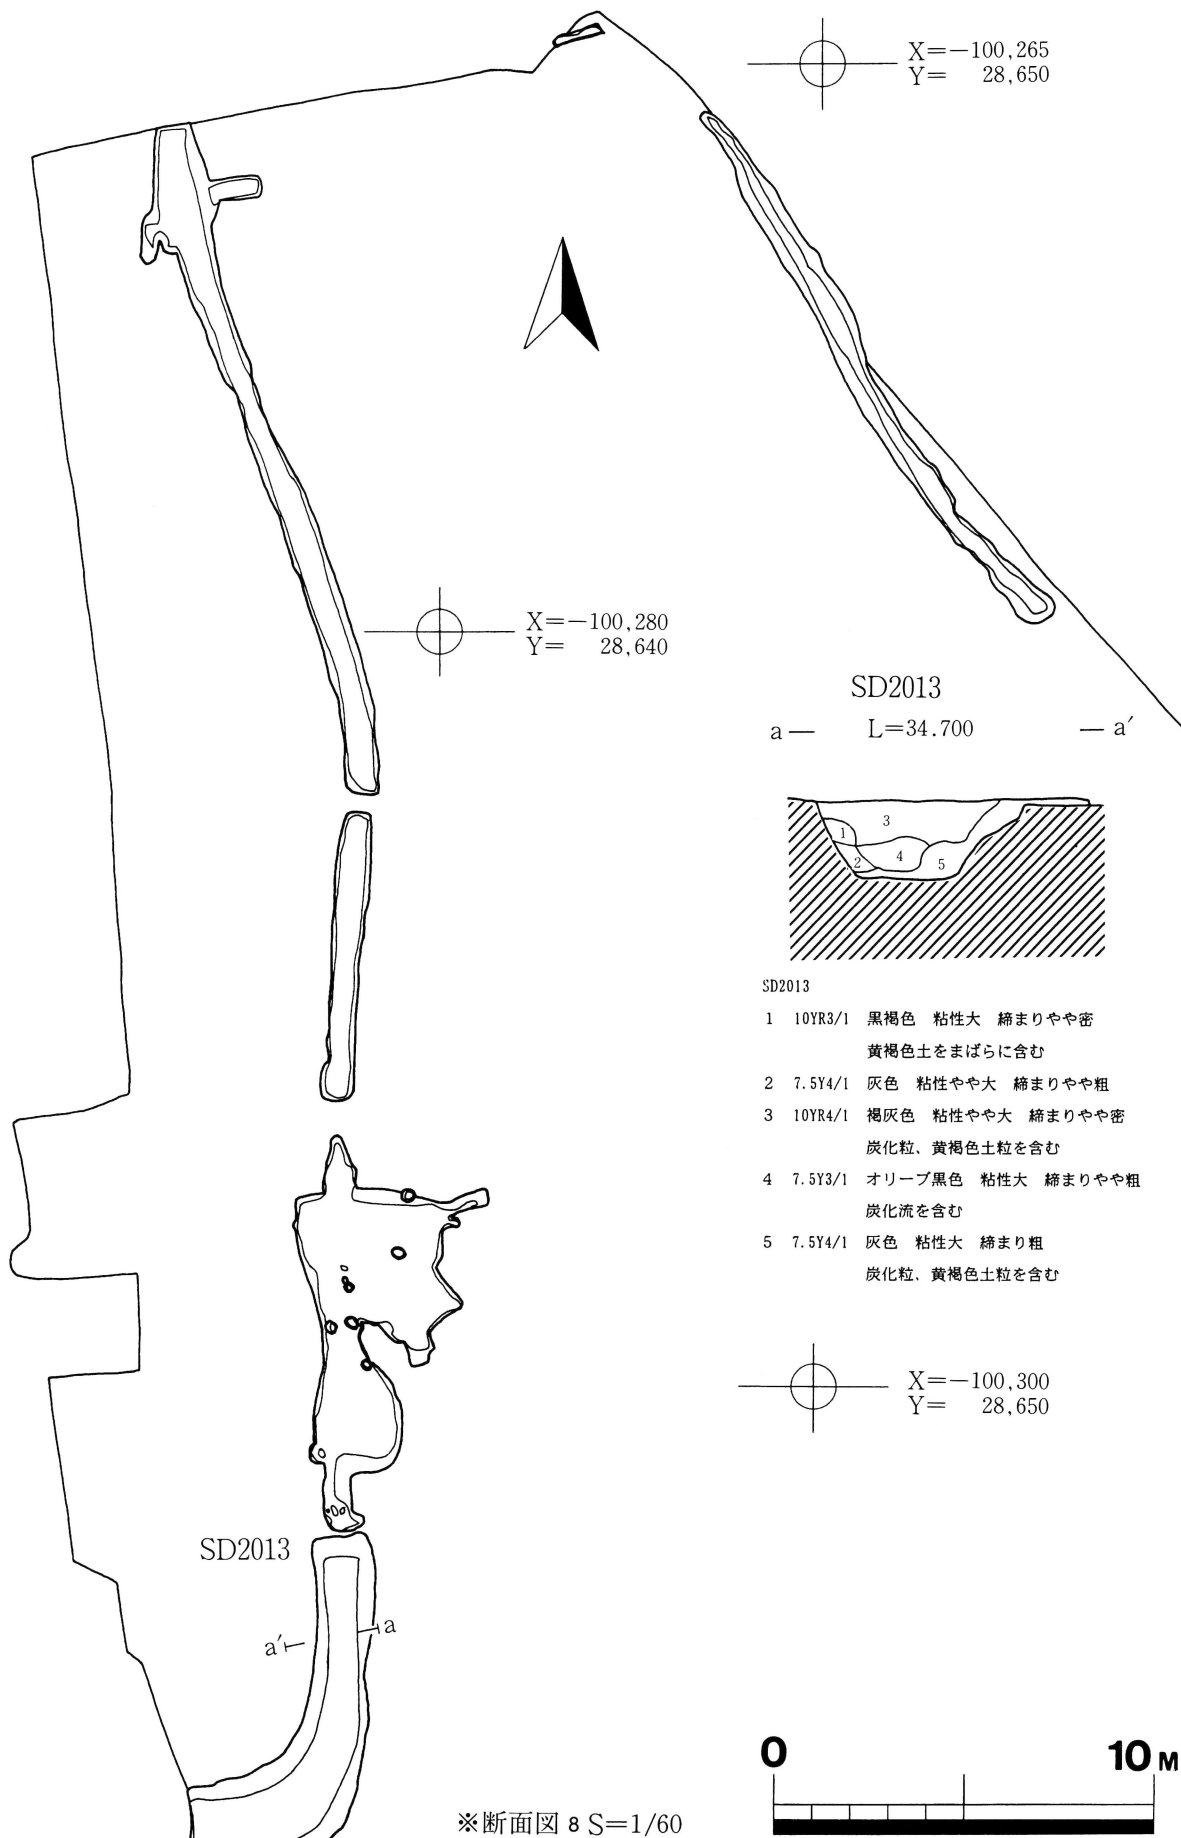 X=-100,265
Y= 28,650
X=-100,280
Y= 28,640
SD2013
a — L=34.700 — a′
3
1
2
4
5
SD2013
1 10YR3/1 黒褐色 粘性大 締まりやや密
黄褐色土をまばらに含む
2 7.5Y4/1 灰色 粘性やや大 締まりやや粗
3 10YR4/1 褐灰色 粘性やや大 締まりやや密
炭化粒、黄褐色土粒を含む
4 7.5Y3/1 オリーブ黒色 粘性大 締まりやや粗
炭化流を含む
5 7.5Y4/1 灰色 粘性大 締まり粗
炭化粒、黄褐色土粒を含む
X=-100,300
Y= 28,650
SD2013
a′ a
0 10M
※断面図 8 S=1/60